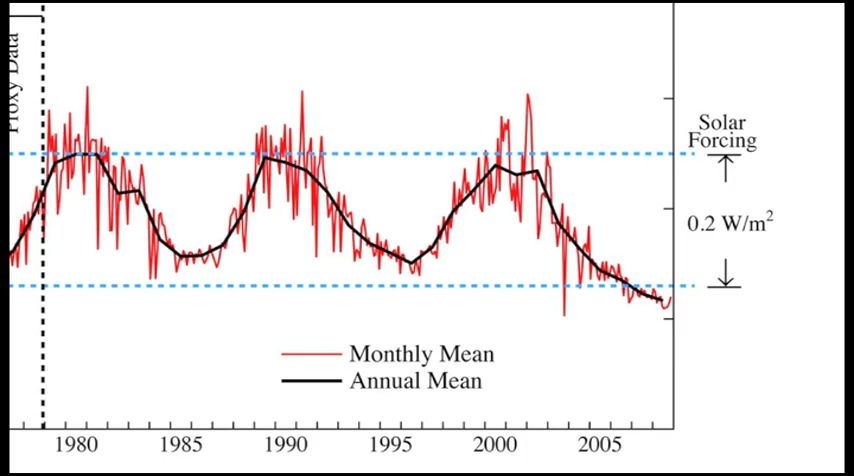 Proxy Data
Solar
Forcing
0.2 W/m²
Monthly Mean
Annual Mean
1980 1985 1990 1995 2000 2005